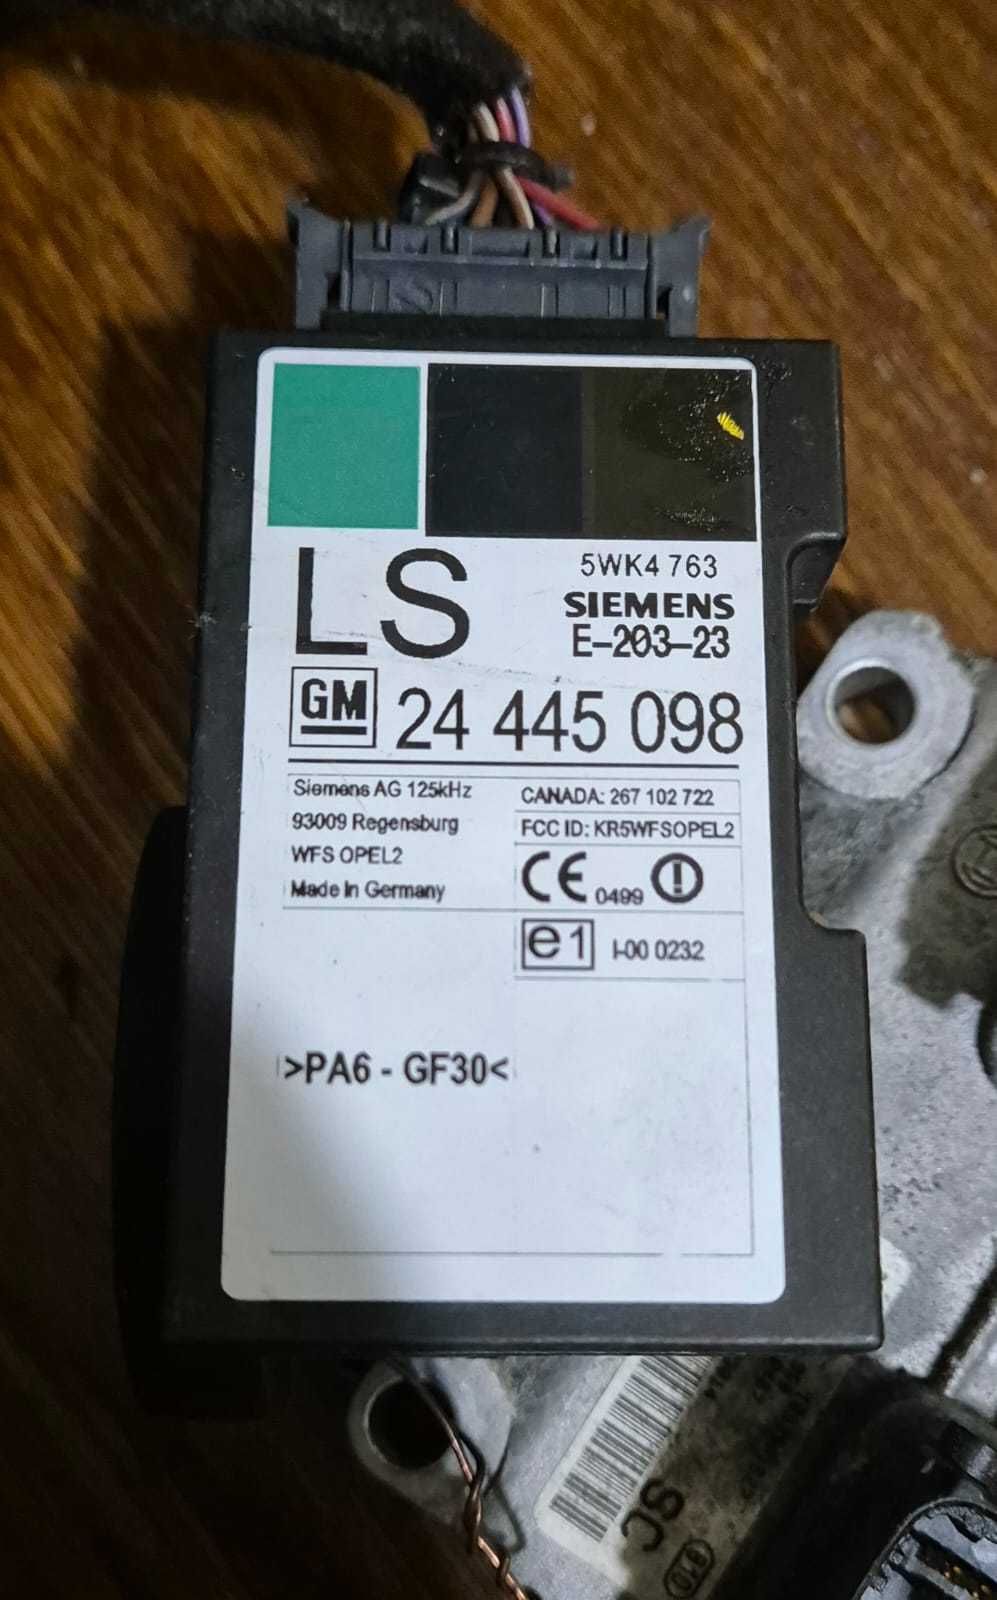 LS
5WK4 763
SIEMENS
E-203-23
GM
24 445 098
Siemens AG 125kHz
93009 Regensburg
WFS OPEL2
Made In Germany
CANADA: 267 102 722
FCC ID: KR5WFSOPEL2
CE 0499
e1 I-00 0232
>PA6 - GF30<
SC